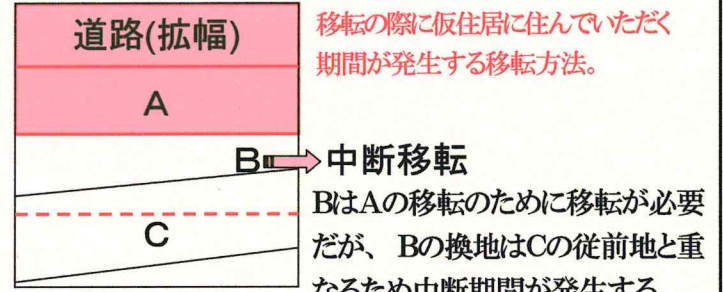 道路(拡幅)
A
B
C
移転の際に仮住居に住んでいただく
期間が発生する移転方法。
中断移転
BはAの移転のために移転が必要
だが、Bの換地はCの従前地と重
なるため中断期間が発生する